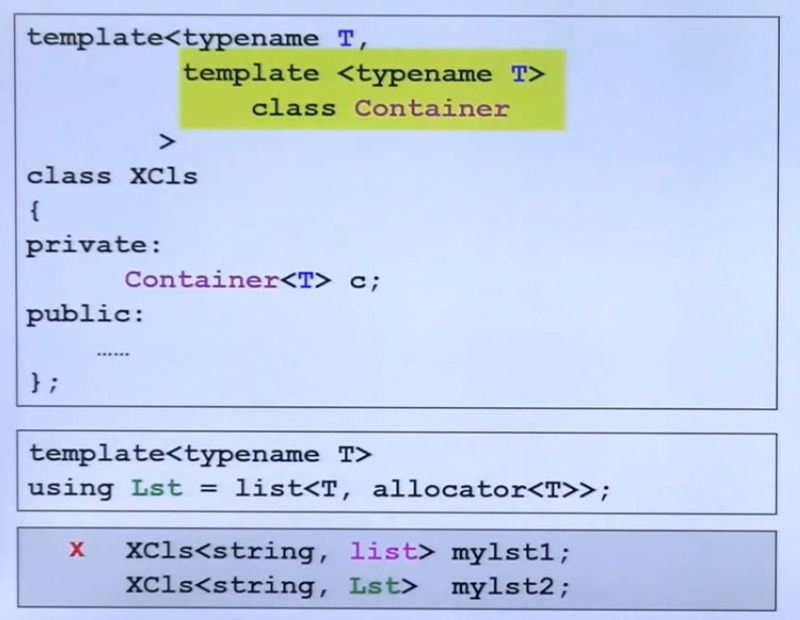 template<typename T,
template <typename T>
class Container
>
class XCls
{
private:
Container<T> c;
public:
......
};
template<typename T>
using Lst = list<T, allocator<T>>;
X XCls<string, list> mylst1;
XCls<string, Lst> mylst2;